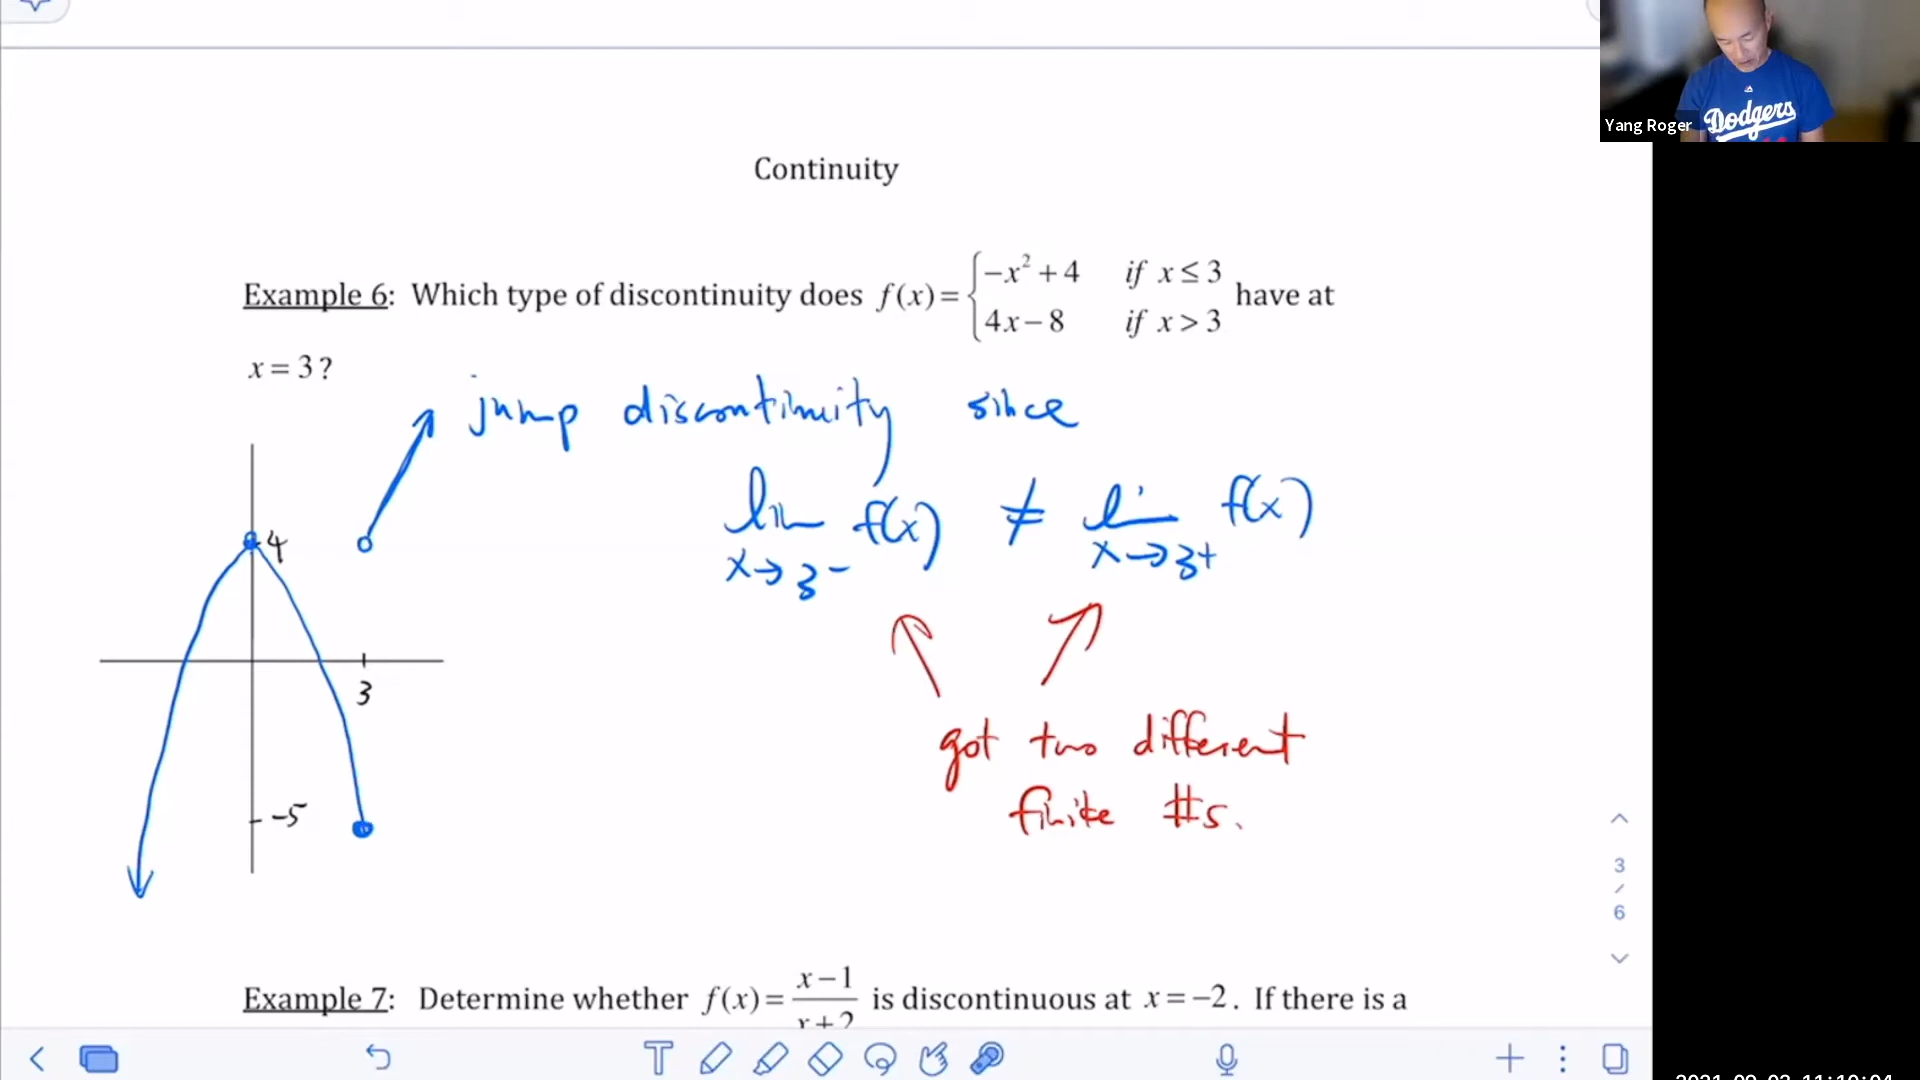 Yang Roger
Dodgers
Continuity
Example 6: Which type of discontinuity does f(x) = { −x² + 4 if x ≤ 3
4x − 8 if x > 3 have at
x = 3?
jump discontinuity since
lim x→3⁻ f(x) ≠ lim x→3⁺ f(x)
4
3
-5
got two different
finite #s.
3
/
6
Example 7: Determine whether f(x) = (x − 1)/(x + 2) is discontinuous at x = −2. If there is a
T